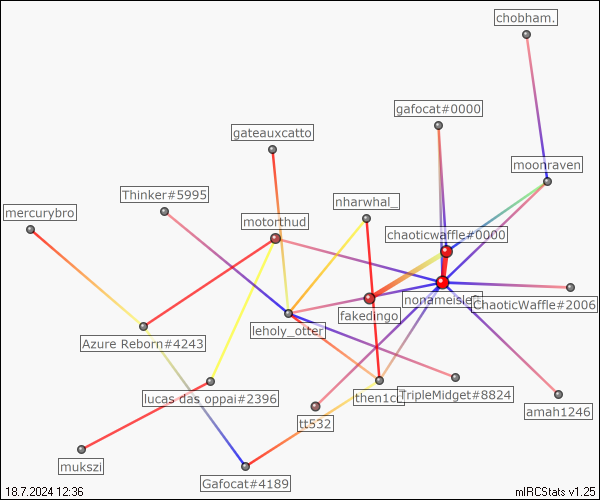 chobham.
gafocat#0000
gateauxcatto
moonraven
Thinker#5995
nharwhal_
mercurybro
motorthud
chaoticwaffle#0000
ChaoticWaffle#2006
fakedingo
leholy_otter
Azure Reborn#4243
lucas das oppai#2396
TripleMidget#8824
amah1246
tt532
mukszi
Gafocat#4189
18.7.2024 12:36
mIRCStats v1.25